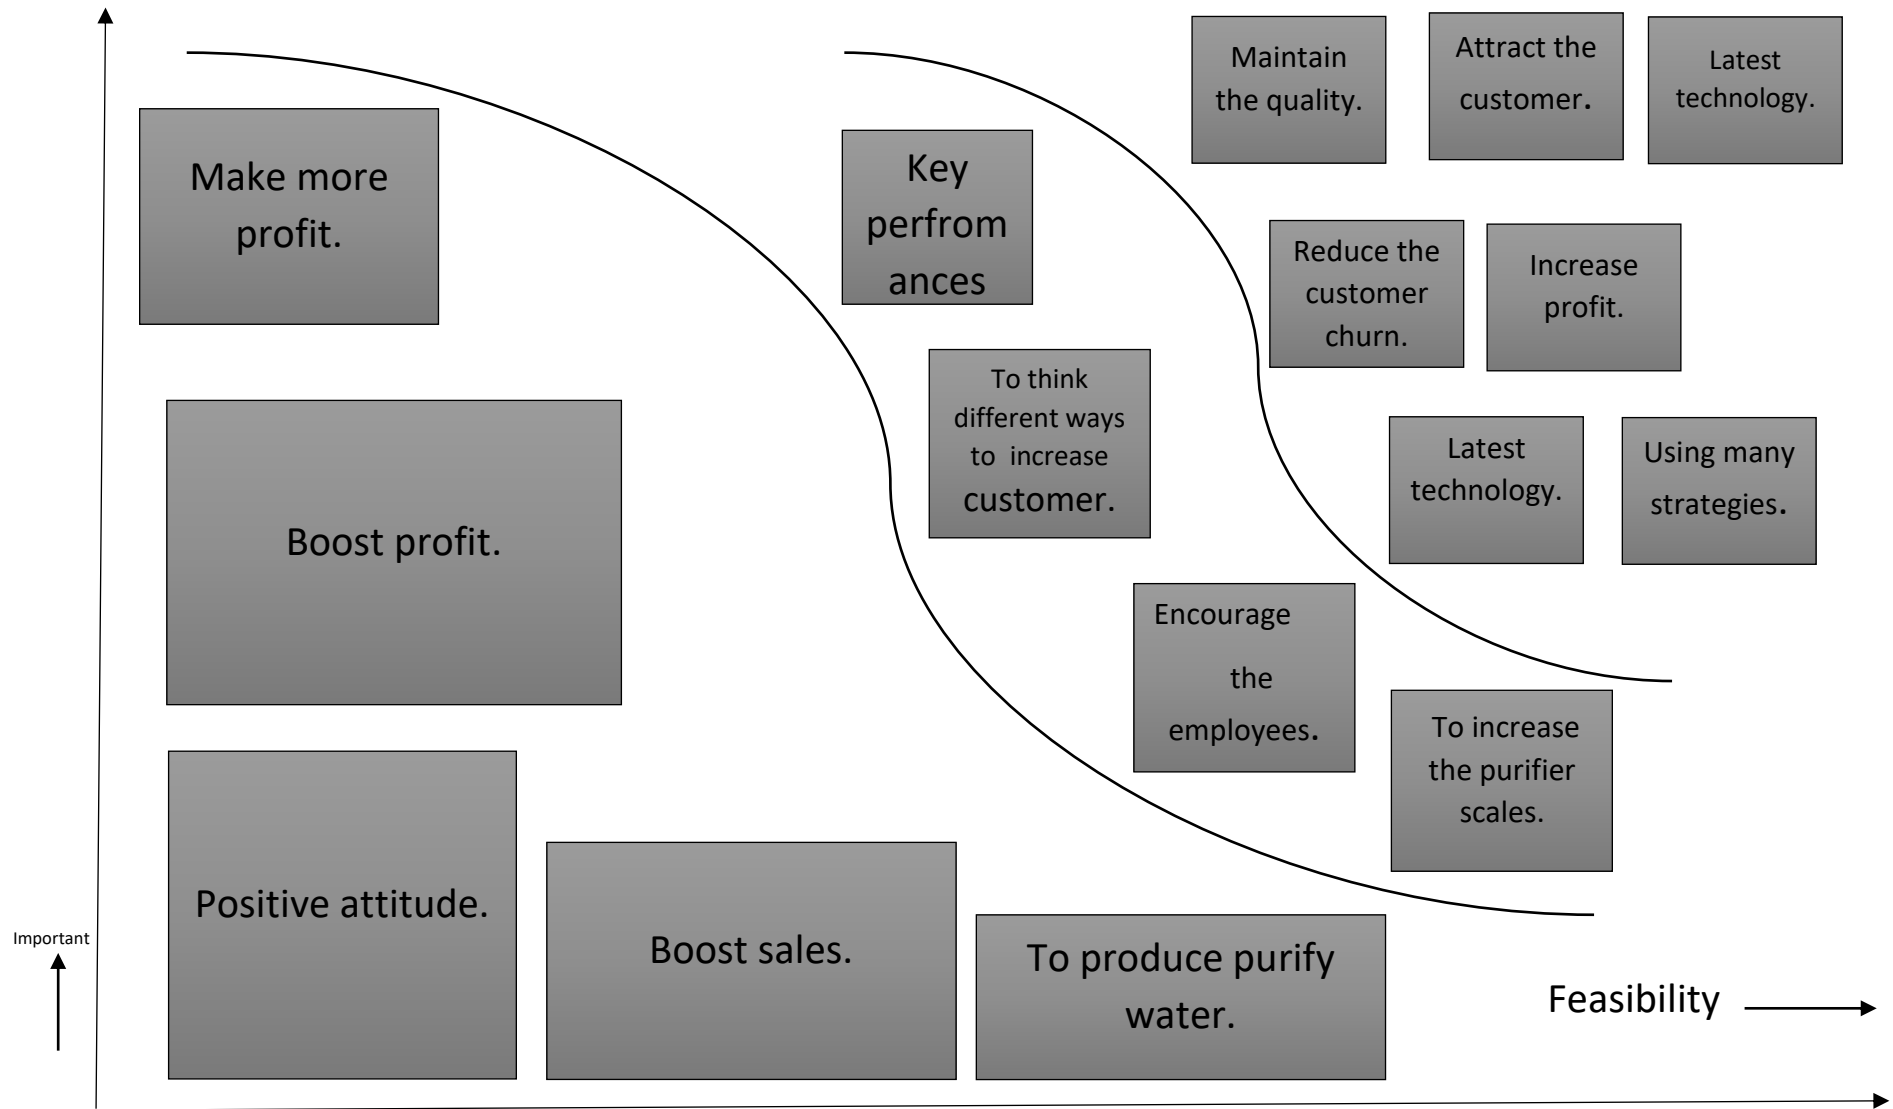 Maintain
the quality.
Attract the
customer.
Latest
technology.
Make more
profit.
Key
perfrom
ances
Reduce the
customer
churn.
Increase
profit.
To think
different ways
to  increase
customer.
Boost profit.
Latest
technology.
Using many
strategies.
Encourage
the
employees.
To increase
the purifier
scales.
Positive attitude.
Boost sales.
To produce purify
water.
Important
Feasibility